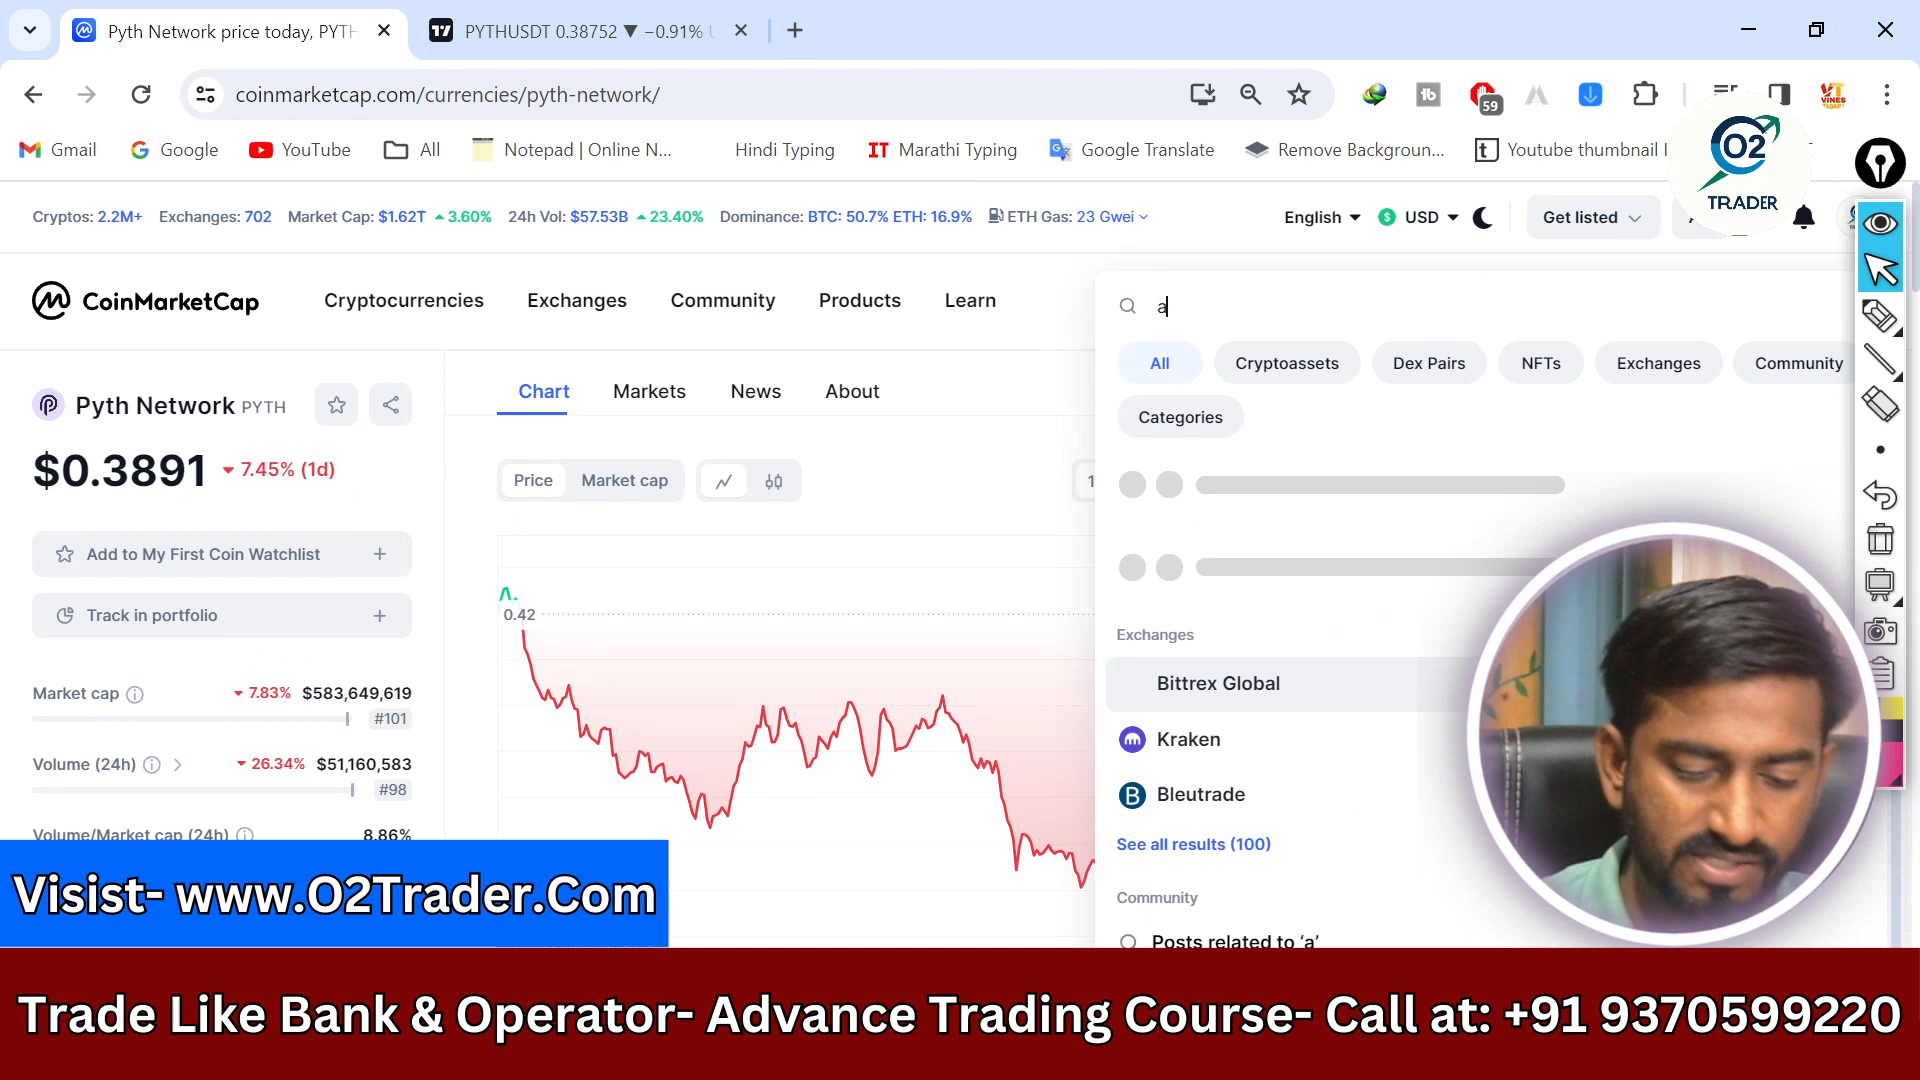 Pyth Network price today, PYTH
PYTHUSDT 0.38752 ▼ −0.91%
coinmarketcap.com/currencies/pyth-network/
59
Gmail
Google
YouTube
All
Notepad | Online N...
Hindi Typing
IT Marathi Typing
Google Translate
Remove Backgroun...
Youtube thumbnail
O2
TRADER
Cryptos: 2.2M+ Exchanges: 702 Market Cap: $1.62T 3.60% 24h Vol: $57.53B 23.40% Dominance: BTC: 50.7% ETH: 16.9% ETH Gas: 23 Gwei
English
USD
Get listed
CoinMarketCap
Cryptocurrencies
Exchanges
Community
Products
Learn
a
All
Cryptoassets
Dex Pairs
NFTs
Exchanges
Community
Categories
Pyth Network PYTH
Chart
Markets
News
About
$0.3891 7.45% (1d)
Price
Market cap
1
Add to My First Coin Watchlist
Track in portfolio
0.42
Market cap 7.83% $583,649,619
#101
Volume (24h) 26.34% $51,160,583
#98
Volume/Market cap (24h) 8.86%
Exchanges
Bittrex Global
Kraken
Bleutrade
See all results (100)
Community
Posts related to ‘a’
Visist- www.O2Trader.Com
Trade Like Bank & Operator- Advance Trading Course- Call at: +91 9370599220